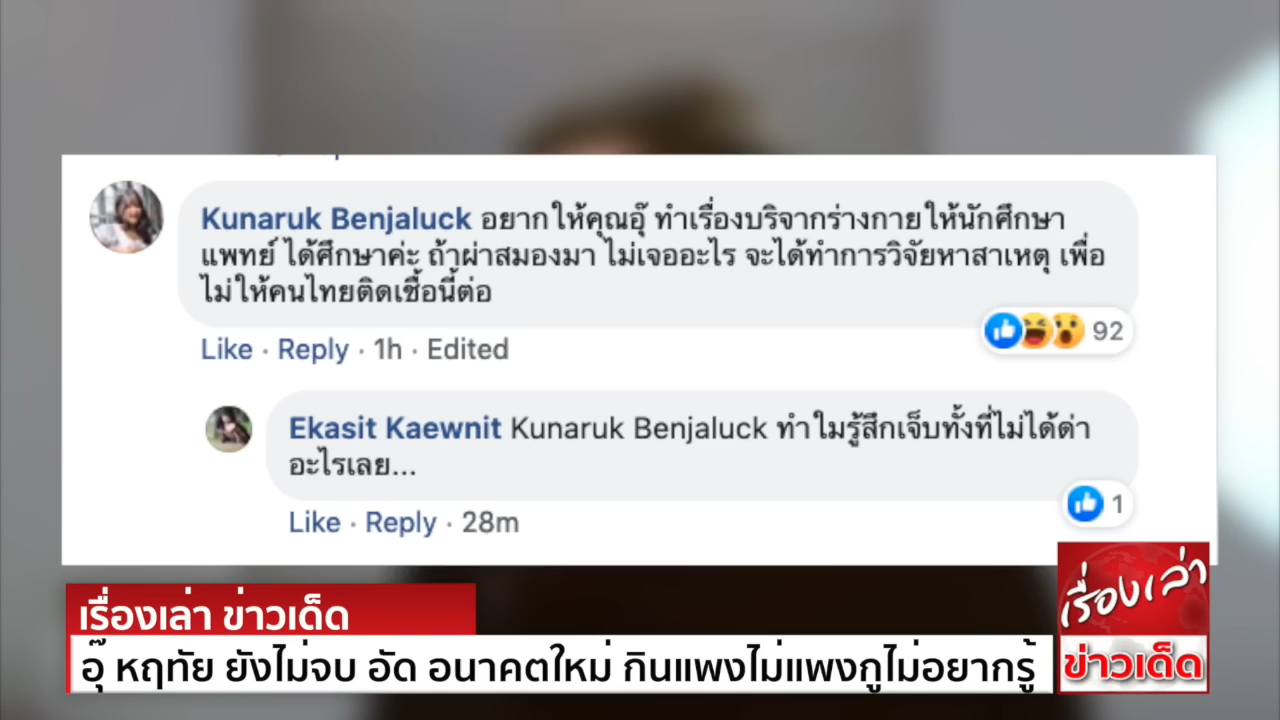 Kunaruk Benjaluck อยากให้คุณอุ๊ ทำเรื่องบริจากร่างกายให้นักศึกษา
แพทย์ ได้ศึกษาค่ะ ถ้าผ่าสมองมา ไม่เจออะไร จะได้ทำการวิจัยหาสาเหตุ เพื่อ
ไม่ให้คนไทยติดเชื้อนี้ต่อ
92
Like · Reply · 1h · Edited
Ekasit Kaewnit Kunaruk Benjaluck ทำไมรู้สึกเจ็บทั้งที่ไม่ได้ด่า
อะไรเลย...
1
Like · Reply · 28m
เรื่องเล่า ข่าวเด็ด
อุ๊ หฤทัย ยังไม่จบ อัด อนาคตใหม่ กินแพงไม่แพงกูไม่อยากรู้
เรื่องเล่า
ข่าวเด็ด